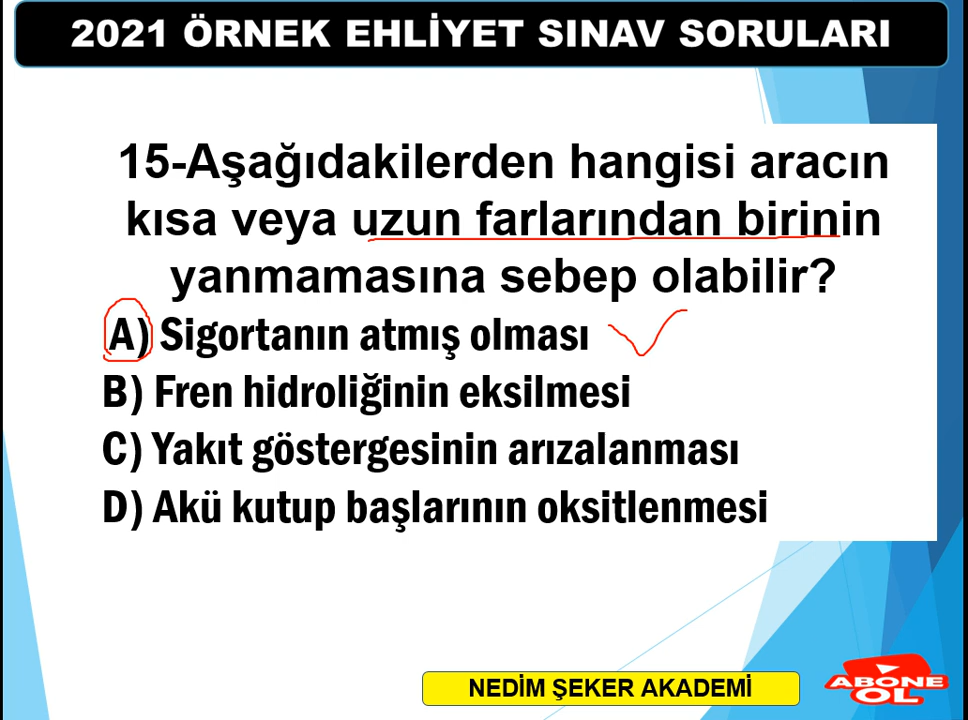 2021 ÖRNEK EHLİYET SINAV SORULARI
15-Aşağıdakilerden hangisi aracın
kısa veya uzun farlarından birinin
yanmamasına sebep olabilir?
A) Sigortanın atmış olması
B) Fren hidroliğinin eksilmesi
C) Yakıt göstergesinin arızalanması
D) Akü kutup başlarının oksitlenmesi
NEDİM ŞEKER AKADEMİ
ABONE
OL